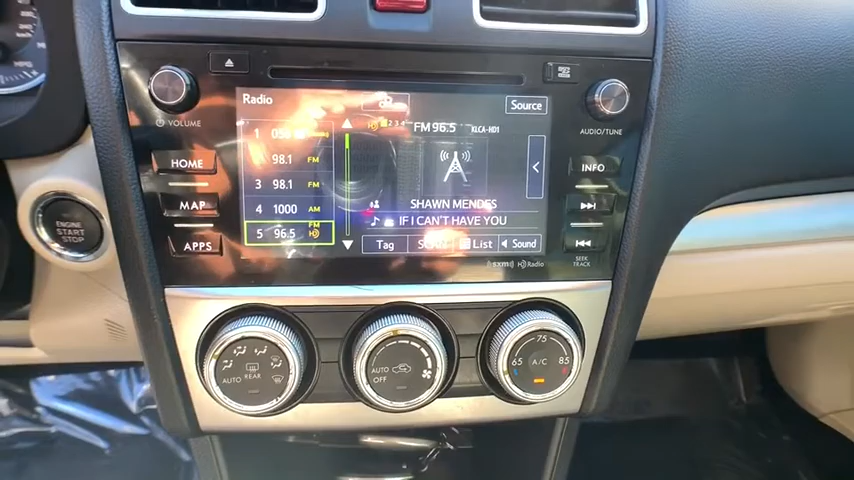 Radio
Source
VOLUME
AUDIO/TUNE
FM 96.5 KLCA-HD1
1
98.1 FM
3 98.1 FM
4 1000 AM
5 96.5 FM
HOME
MAP
APPS
INFO
SEEK
TRACK
SHAWN MENDES
IF I CAN'T HAVE YOU
Tag
List
Sound
HD Radio
ENGINE
START
STOP
AUTO
REAR
AUTO
OFF
65
75
85
A/C